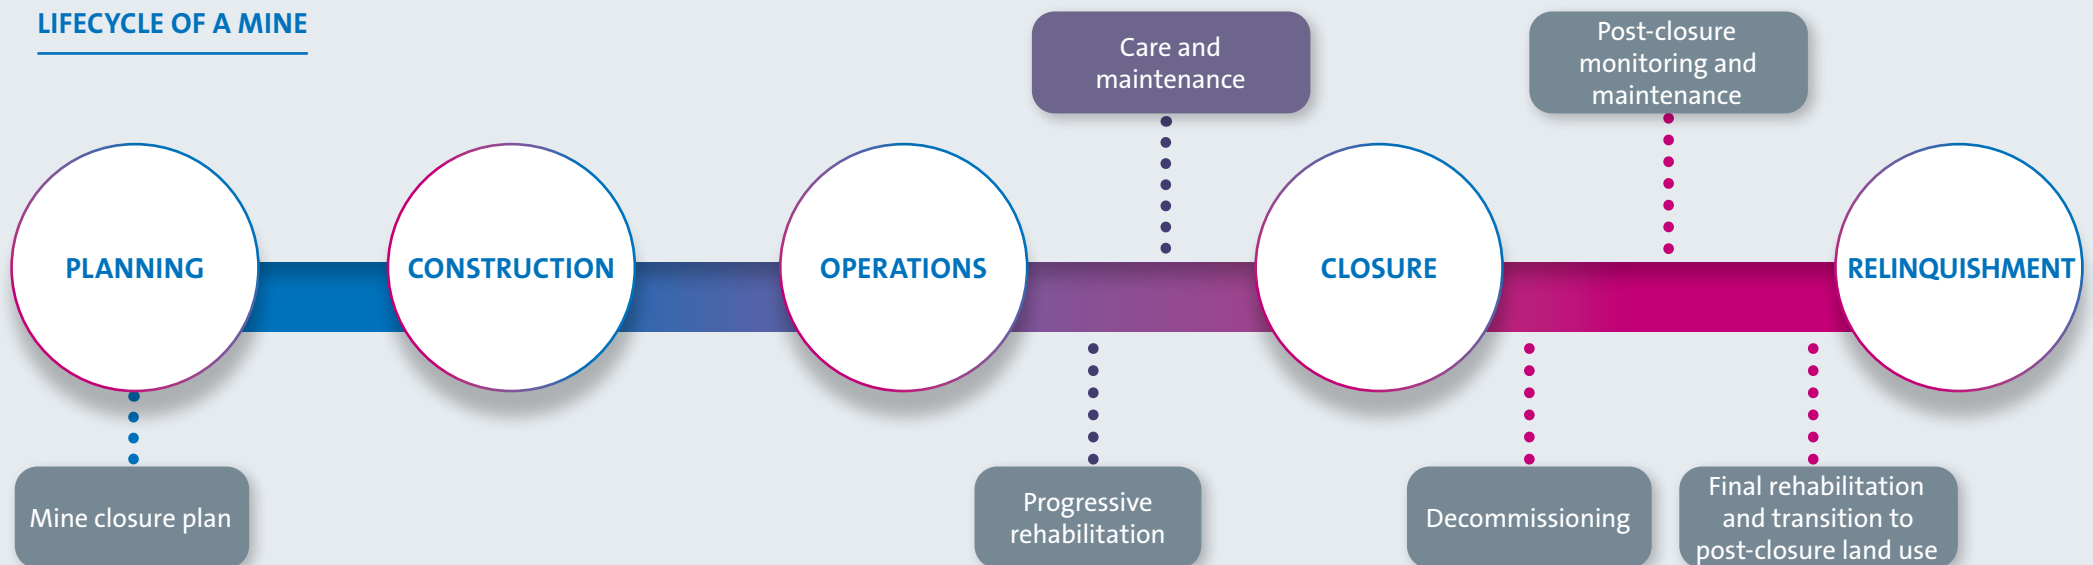 LIFECYCLE OF A MINE
Care and
maintenance
Post-closure
monitoring and
maintenance
PLANNING
CONSTRUCTION
OPERATIONS
CLOSURE
RELINQUISHMENT
Mine closure plan
Progressive
rehabilitation
Decommissioning
Final rehabilitation
and transition to
post-closure land use